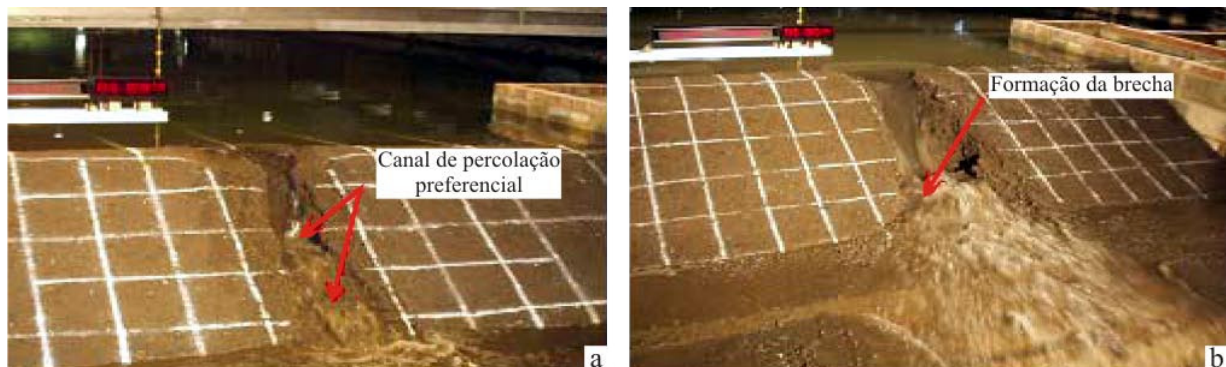 Canal de percolação
preferencial
a
Formação da brecha
b